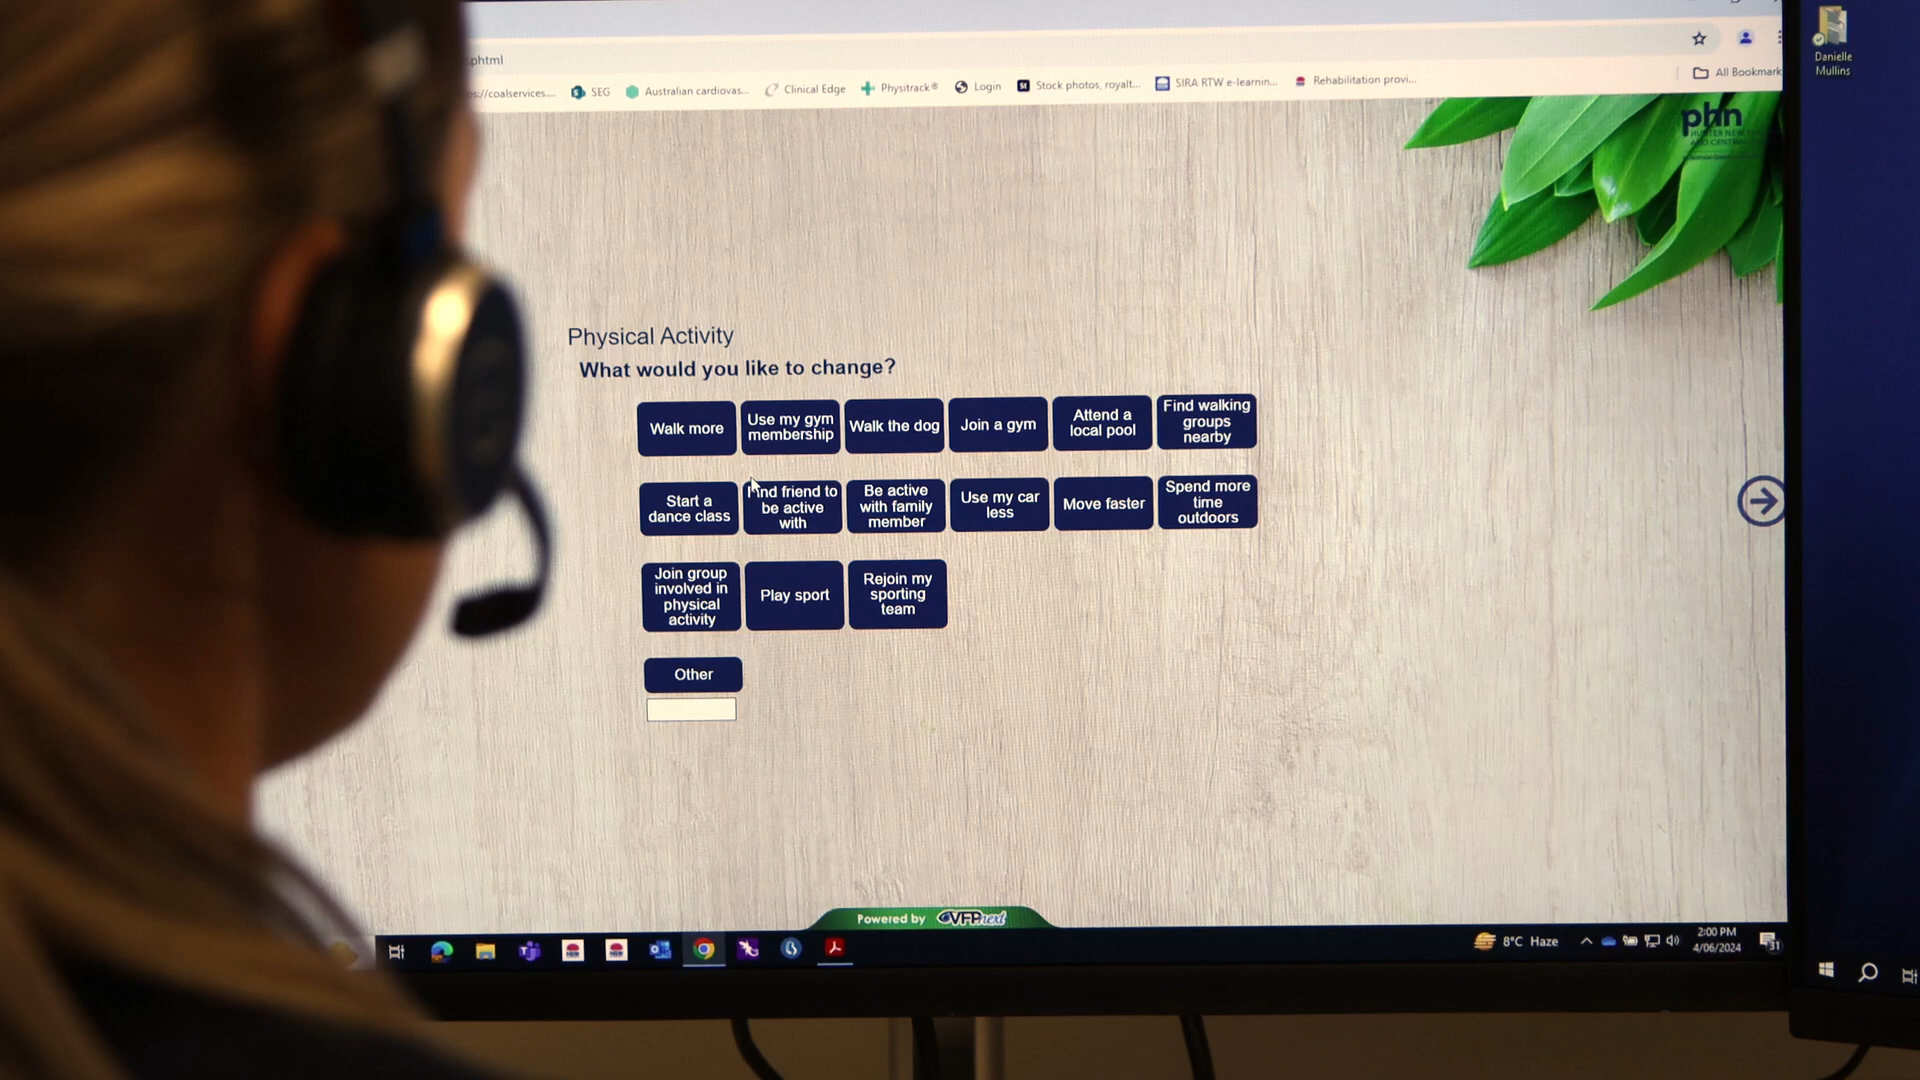 .phtml
ps://coalservices....
SEG
Australian cardiovas...
Clinical Edge
Physitrack®
Login
Stock photos, royalt...
SIRA RTW e-learnin...
Rehabilitation provi...
All Bookmark
Danielle
Mullins
phn
Physical Activity
What would you like to change?
Walk more
Use my gym
membership
Walk the dog
Join a gym
Attend a
local pool
Find walking
groups
nearby
Start a
dance class
Find friend to
be active
with
Be active
with family
member
Use my car
less
Move faster
Spend more
time
outdoors
Join group
involved in
physical
activity
Play sport
Rejoin my
sporting
team
Other
Powered by VFPnext
8°C Haze
2:00 PM
4/06/2024
31